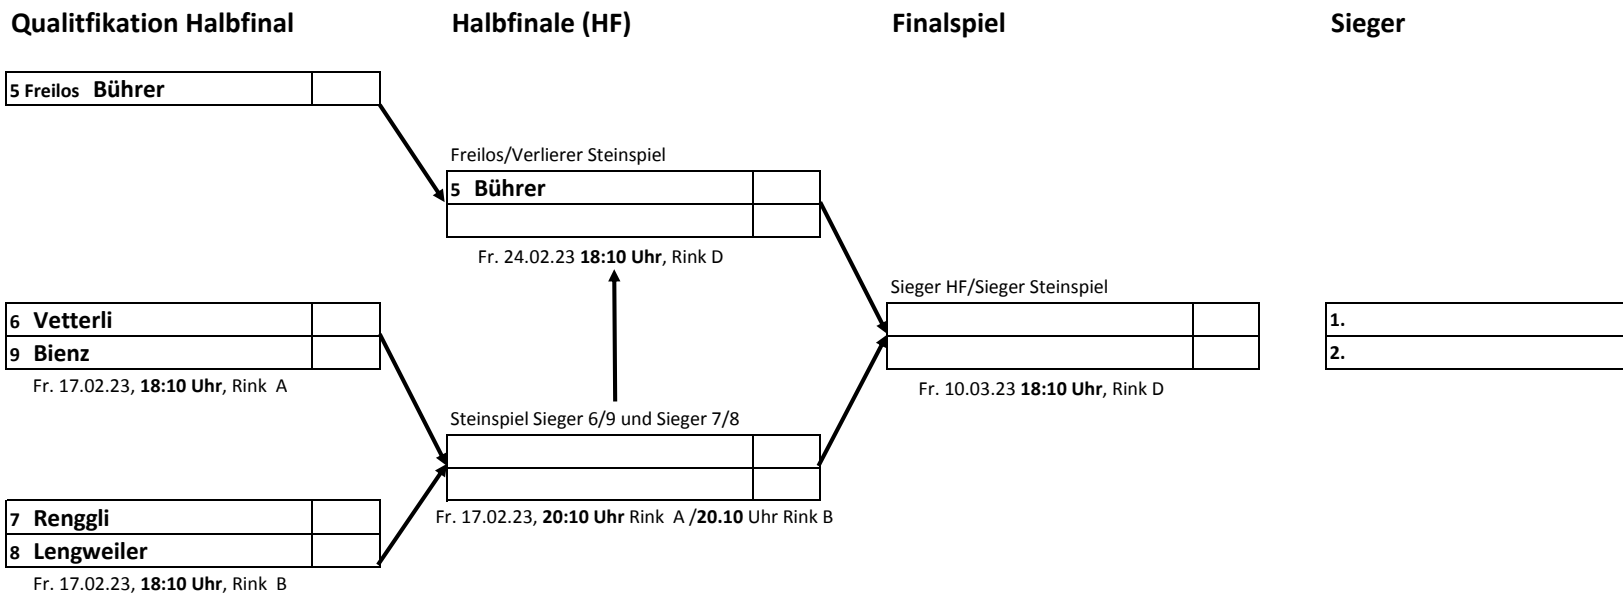 Qualitfikation Halbfinal
Halbfinale (HF)
Finalspiel
Sieger
5 Freilos Bührer
Freilos/Verlierer Steinspiel
5 Bührer
Fr. 24.02.23 18:10 Uhr, Rink D
6 Vetterli
9 Bienz
Fr. 17.02.23, 18:10 Uhr, Rink A
Sieger HF/Sieger Steinspiel
Fr. 10.03.23 18:10 Uhr, Rink D
1.
2.
Steinspiel Sieger 6/9 und Sieger 7/8
Fr. 17.02.23, 20:10 Uhr Rink A /20.10 Uhr Rink B
7 Renggli
8 Lengweiler
Fr. 17.02.23, 18:10 Uhr, Rink B